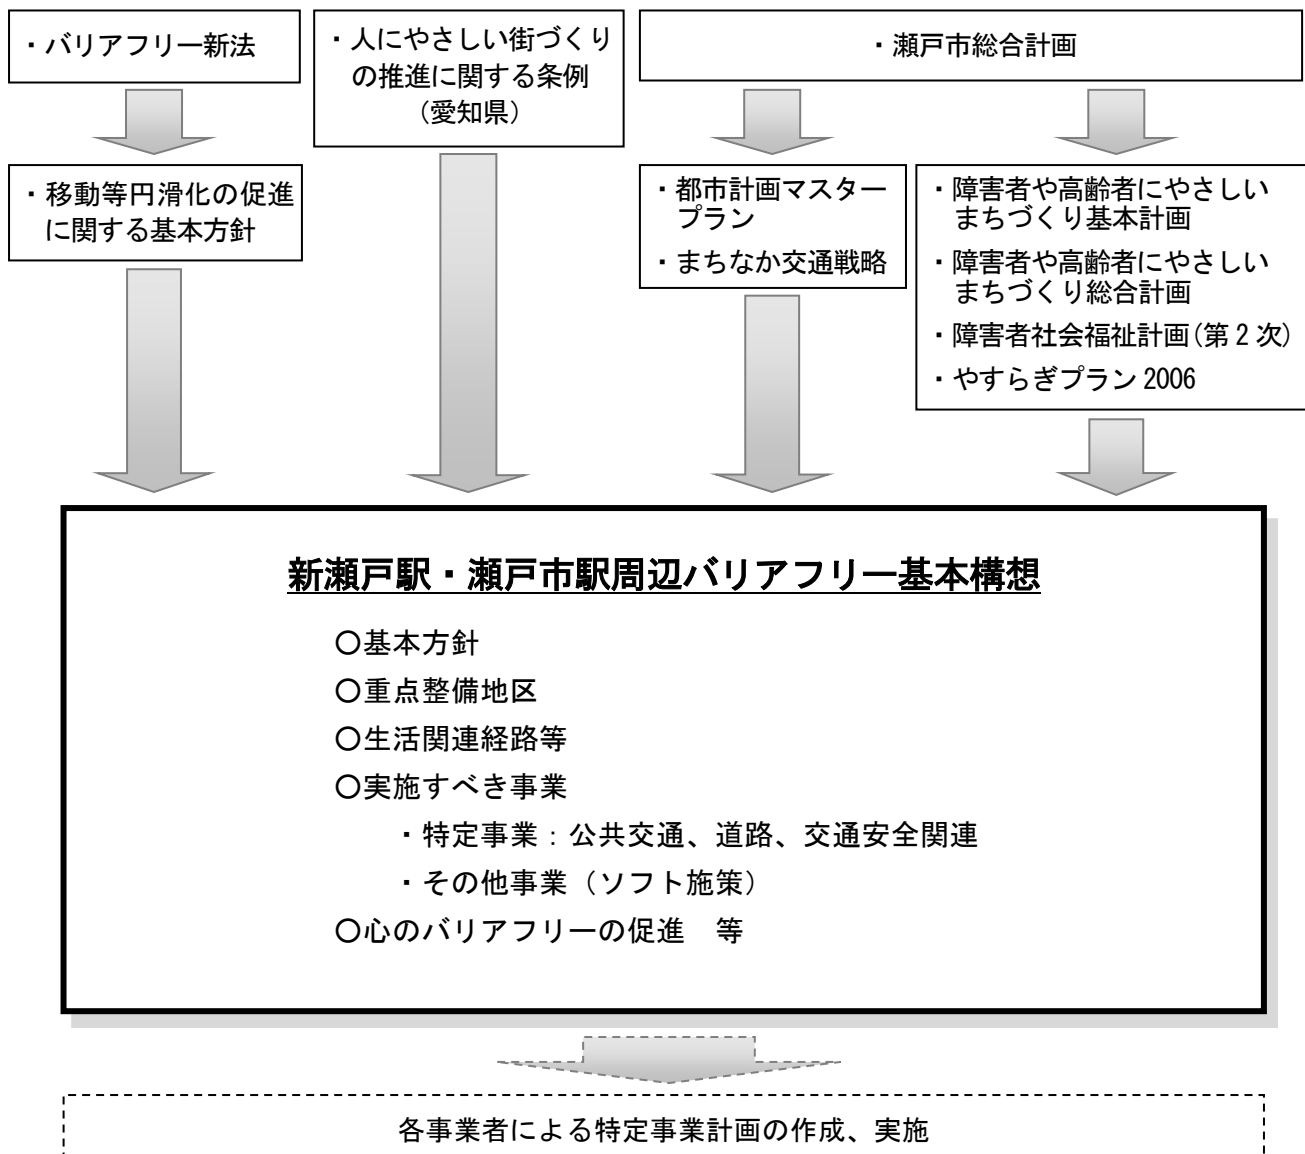 ・バリアフリー新法
・人にやさしい街づくり
の推進に関する条例
（愛知県）
・瀬戸市総合計画
・移動等円滑化の促進
に関する基本方針
・都市計画マスター
プラン
・まちなか交通戦略
・障害者や高齢者にやさしい
まちづくり基本計画
・障害者や高齢者にやさしい
まちづくり総合計画
・障害者社会福祉計画（第２次）
・やすらぎプラン 2006
新瀬戸駅・瀬戸市駅周辺バリアフリー基本構想
○基本方針
○重点整備地区
○生活関連経路等
○実施すべき事業
・特定事業：公共交通、道路、交通安全関連
・その他事業（ソフト施策）
○心のバリアフリーの促進　等
各事業者による特定事業計画の作成、実施